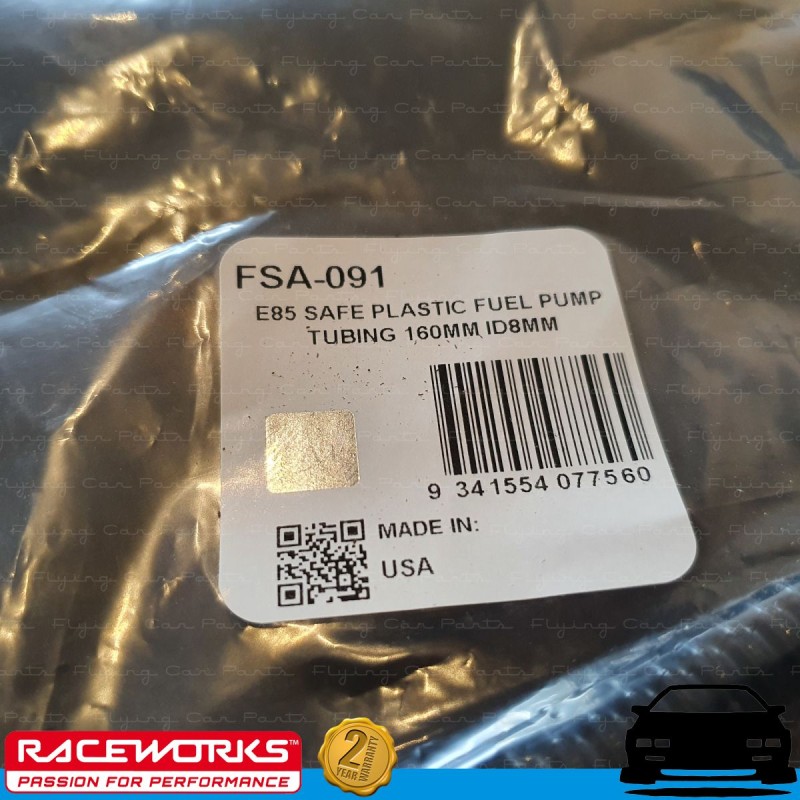 Flying Car Parts
FSA-091
E85 SAFE PLASTIC FUEL PUMP
TUBING 160MM ID8MM
9 341554 077560
MADE IN:
USA
RACEWORKS™
PASSION FOR PERFORMANCE
2
YEAR WARRANTY